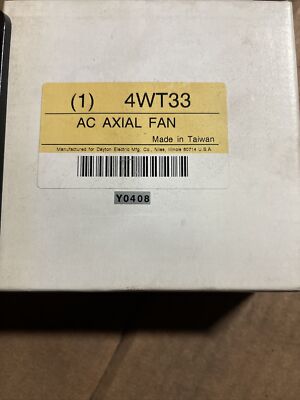 (1) 4WT33
AC AXIAL FAN
Made in Taiwan
Manufactured for Dayton Electric Mfg. Co., Niles, Illinois 60714 U.S.A.
Y0408